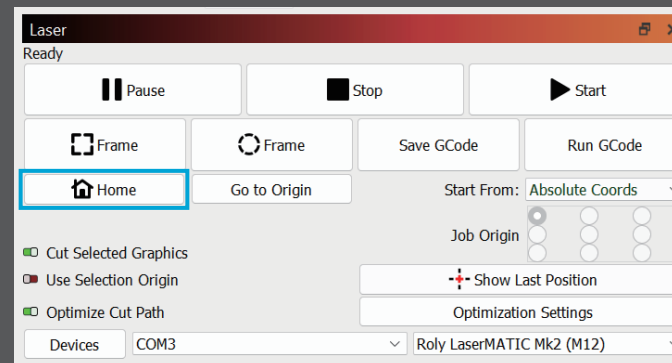 Laser
Ready
Pause Stop Start
Frame Frame Save GCode Run GCode
Home Go to Origin Start From: Absolute Coords
Job Origin
Cut Selected Graphics
Use Selection Origin Show Last Position
Optimize Cut Path Optimization Settings
Devices COM3 Roly LaserMATIC Mk2 (M12)